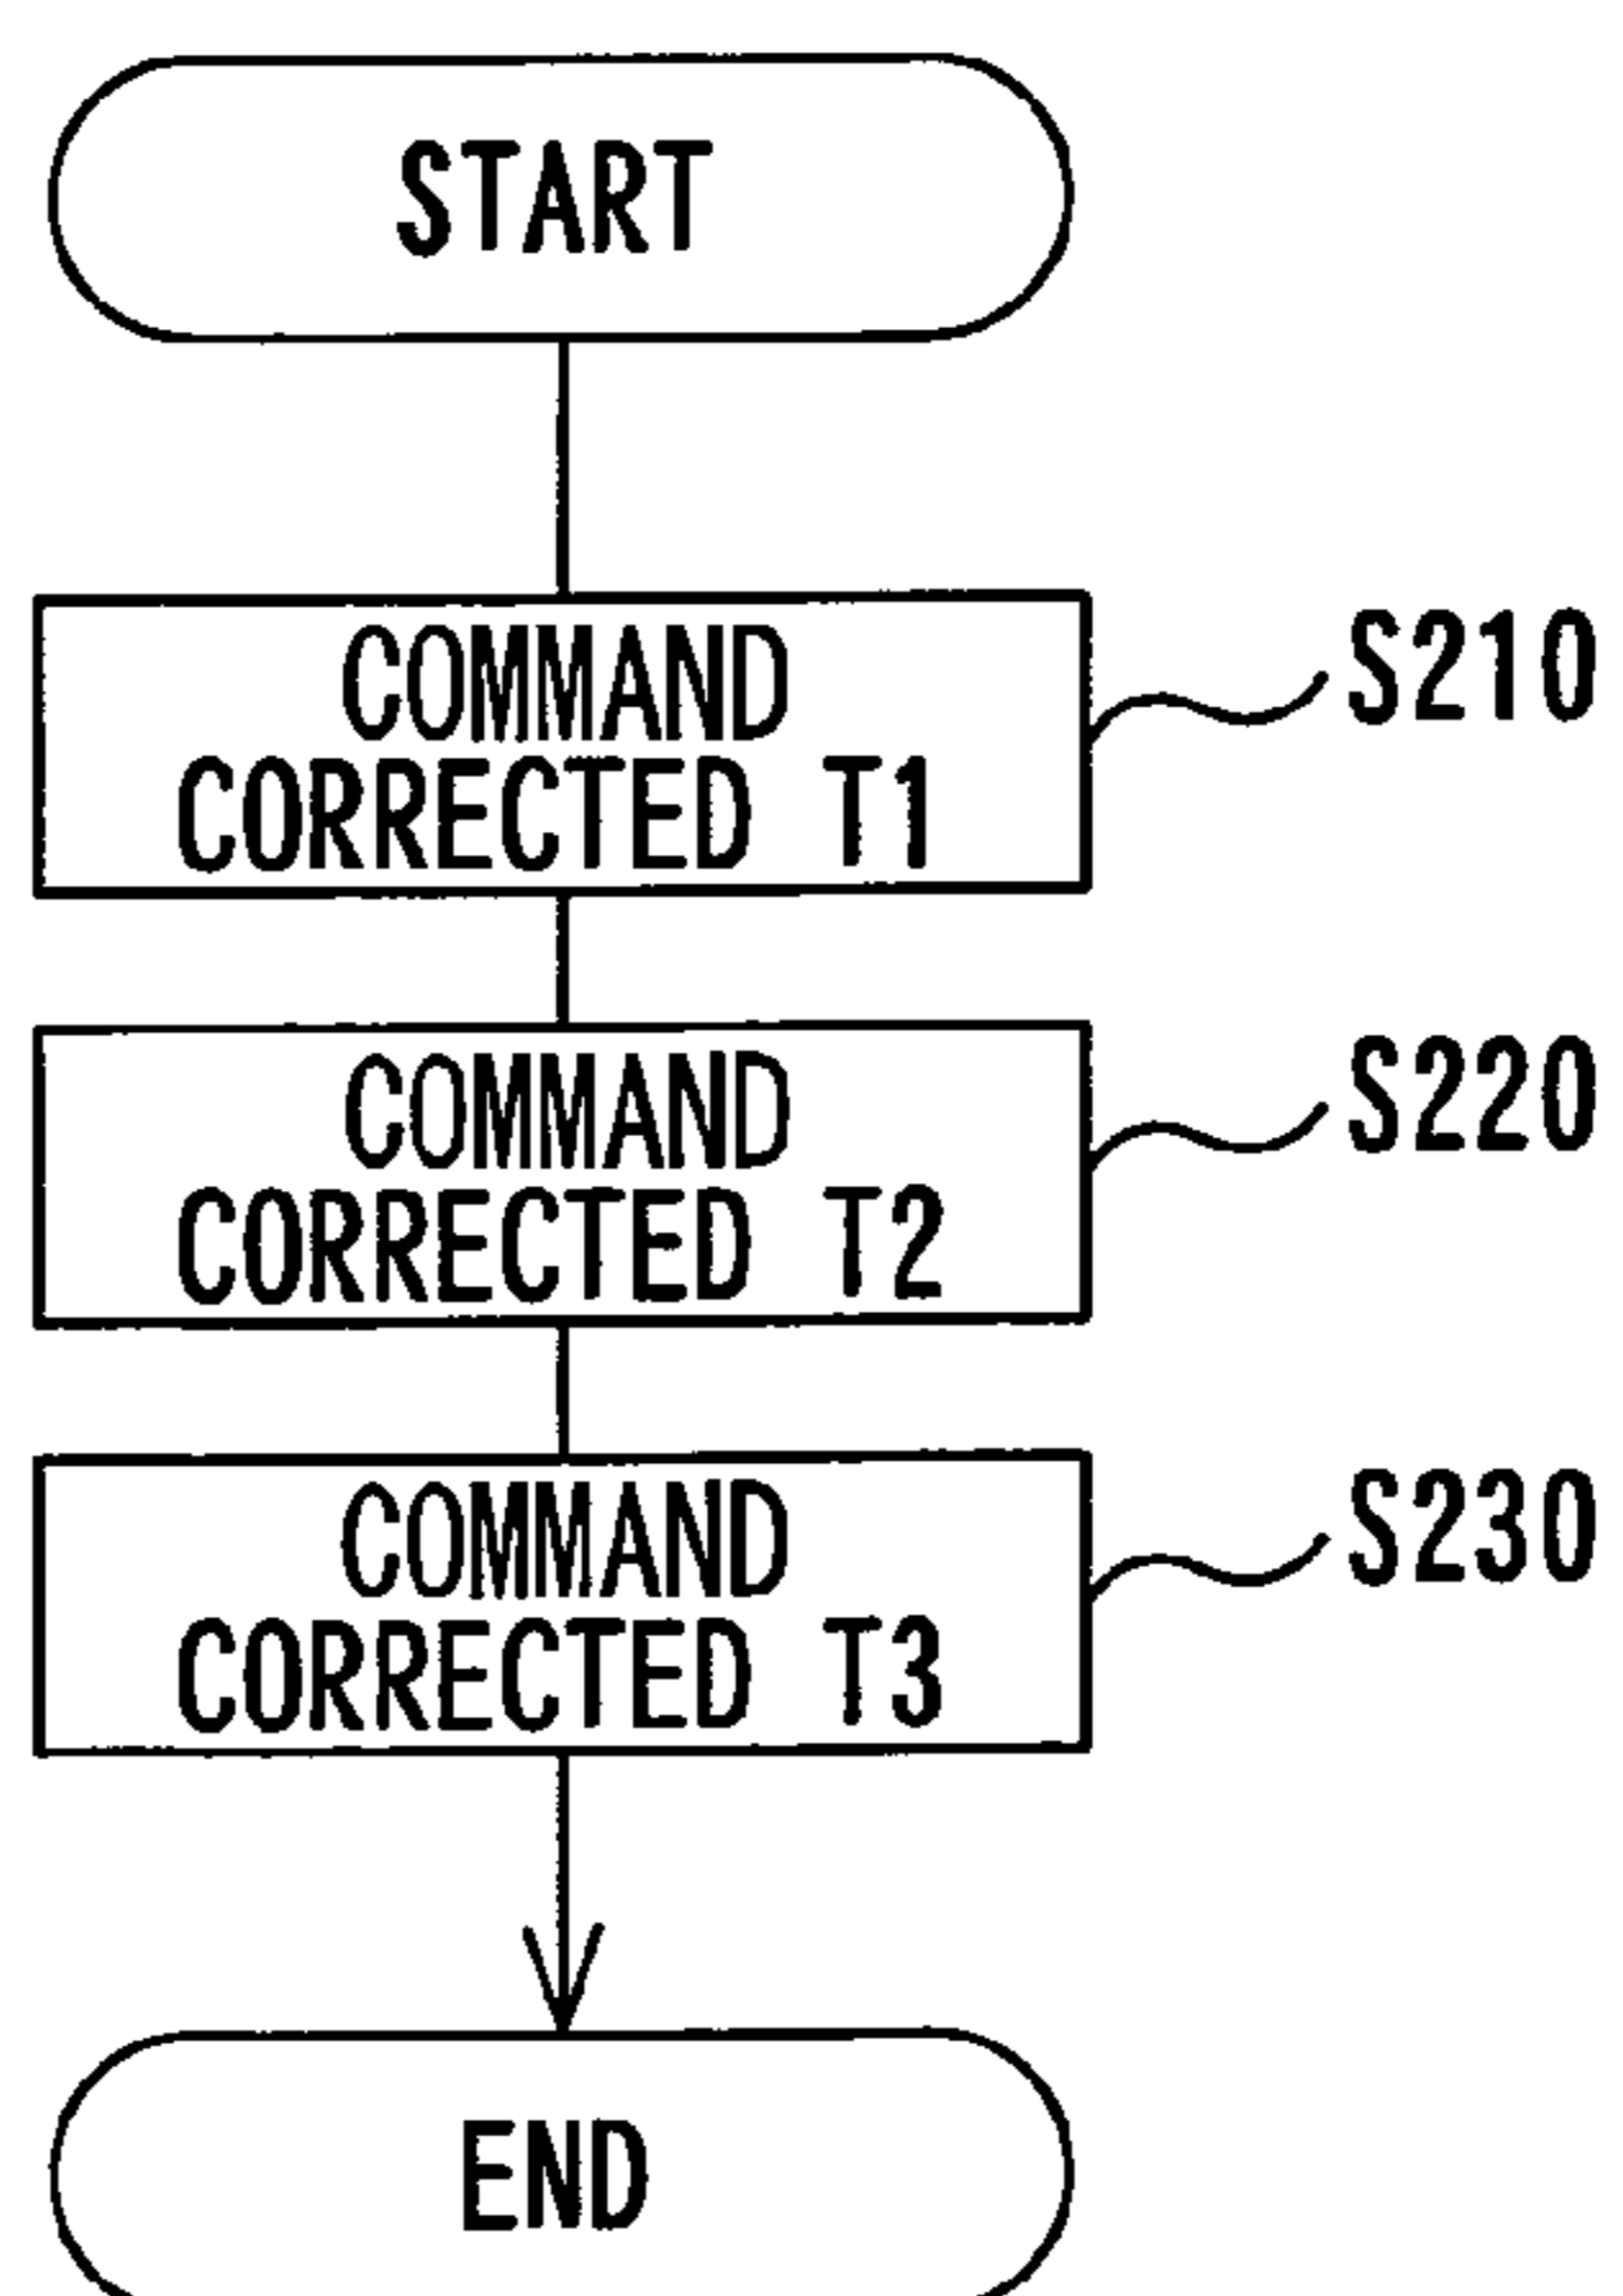 START
COMMAND
CORRECTED T1
S210
COMMAND
CORRECTED T2
S220
COMMAND
CORRECTED T3
S230
END